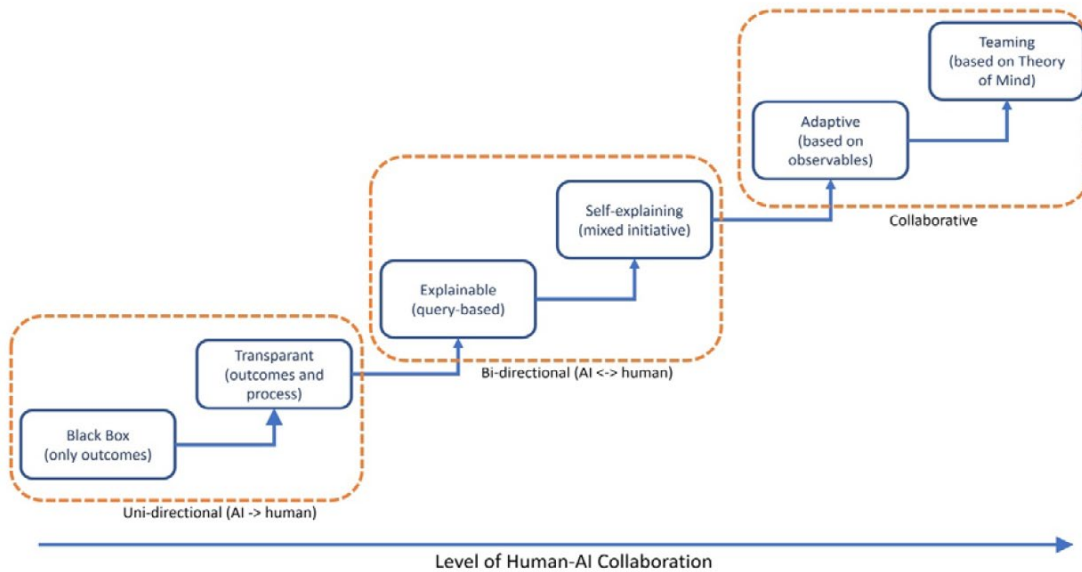 Teaming
(based on Theory
of Mind)
Adaptive
(based on
observables)
Collaborative
Self-explaining
(mixed initiative)
Explainable
(query-based)
Bi-directional (AI <-> human)
Transparant
(outcomes and
process)
Black Box
(only outcomes)
Uni-directional (AI -> human)
Level of Human-AI Collaboration